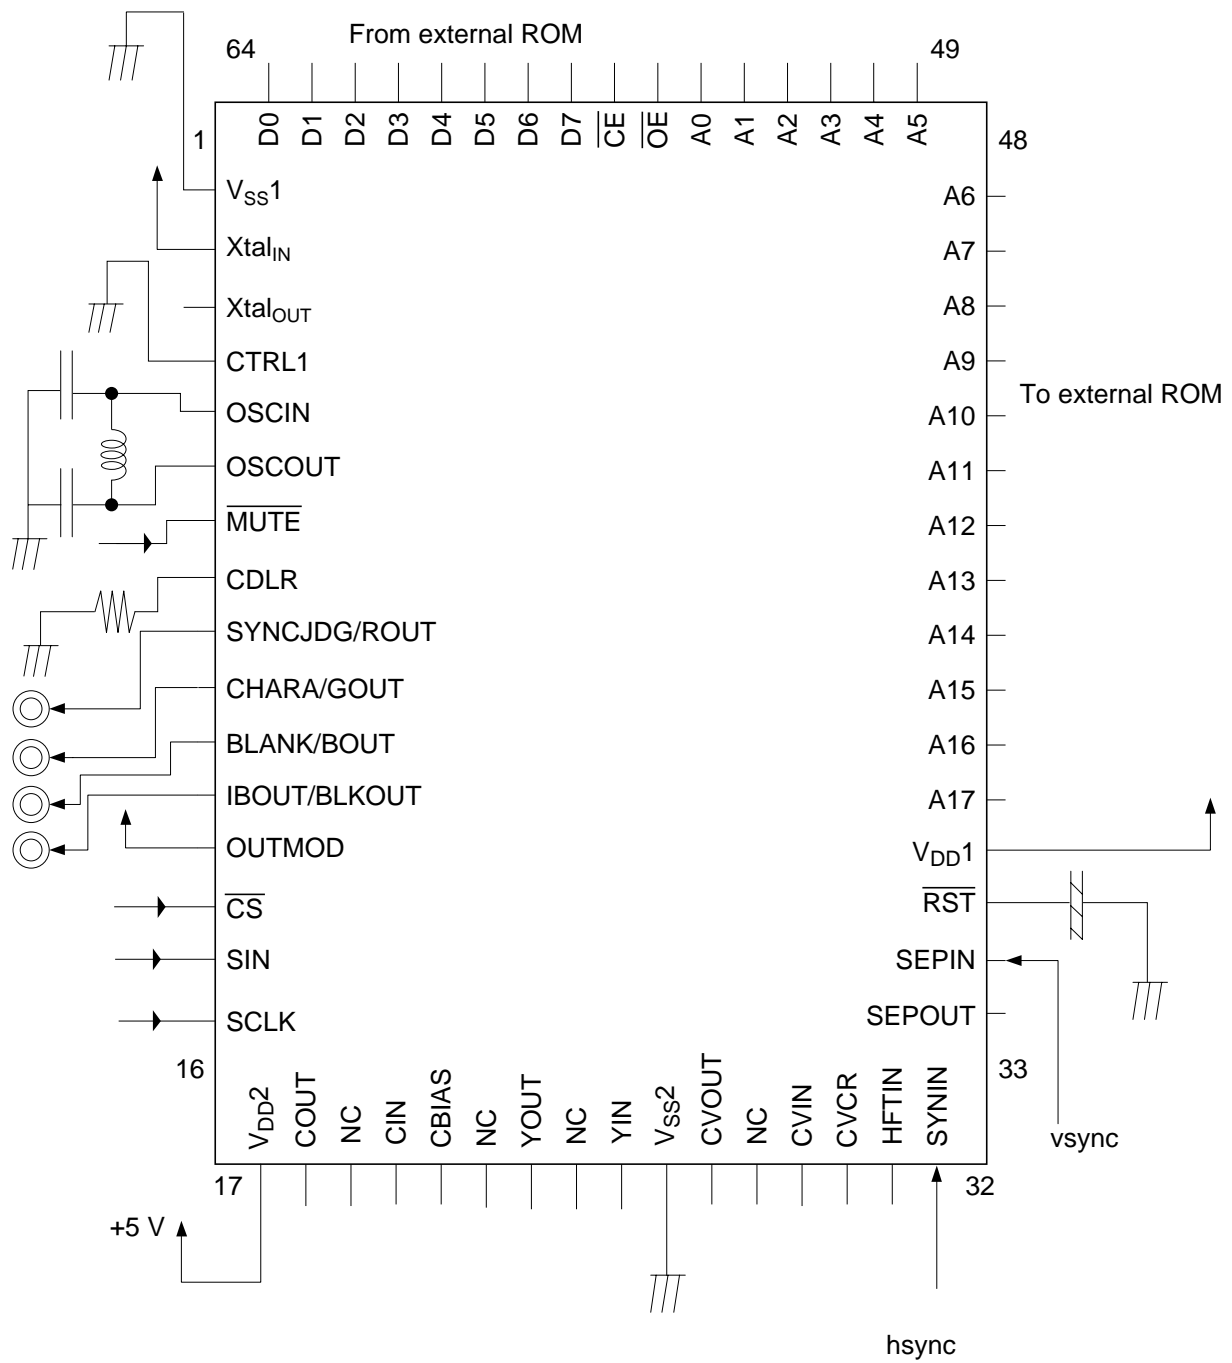 From external ROM
64
49
D0
D1
D2
D3
D4
D5
D6
D7
CE
OE
A0
A1
A2
A3
A4
A5
1
48
VSS1
XtalIN
XtalOUT
CTRL1
OSCIN
OSCOUT
MUTE
CDLR
SYNCJDG/ROUT
CHARA/GOUT
BLANK/BOUT
IBOUT/BLKOUT
OUTMOD
CS
SIN
SCLK
A6
A7
A8
A9
A10
A11
A12
A13
A14
A15
A16
A17
VDD1
RST
SEPIN
SEPOUT
To external ROM
16
33
VDD2
COUT
NC
CIN
CBIAS
NC
YOUT
NC
YIN
VSS2
CVOUT
NC
CVIN
CVCR
HFTIN
SYNIN
vsync
17
32
+5 V
hsync